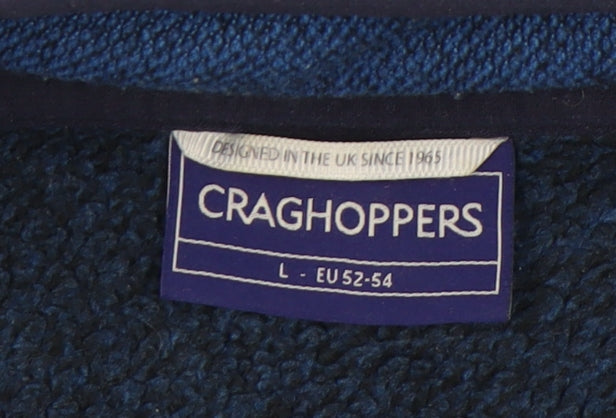 DESIGNED IN THE UK SINCE 1965
CRAGHOPPERS
L - EU 52-54